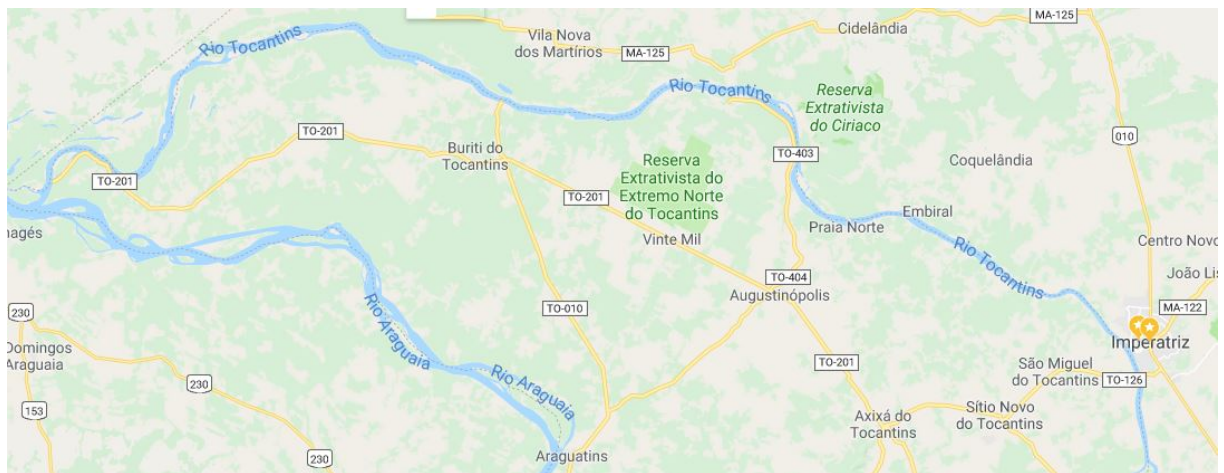 MA-125
Cidelândia
Rio Tocantins
Vila Nova
dos Martírios
MA-125
Rio Tocantins
Reserva
Extrativista
do Ciriaco
TO-201
010
Buriti do
Tocantins
TO-403
Coquelândia
Reserva
Extrativista do
Extremo Norte
do Tocantins
TO-201
TO-201
Embiral
Praia Norte
nagés
Vinte Mil
Centro Novo
Rio Tocantins
João Lis
TO-404
Augustinópolis
TO-010
MA-122
230
Rio Araguaia
Imperatriz
Domingos
Araguaia
São Miguel
do Tocantins
TO-201
TO-126
230
Rio Araguaia
153
Axixá do
Tocantins
Sítio Novo
do Tocantins
230
Araguatins